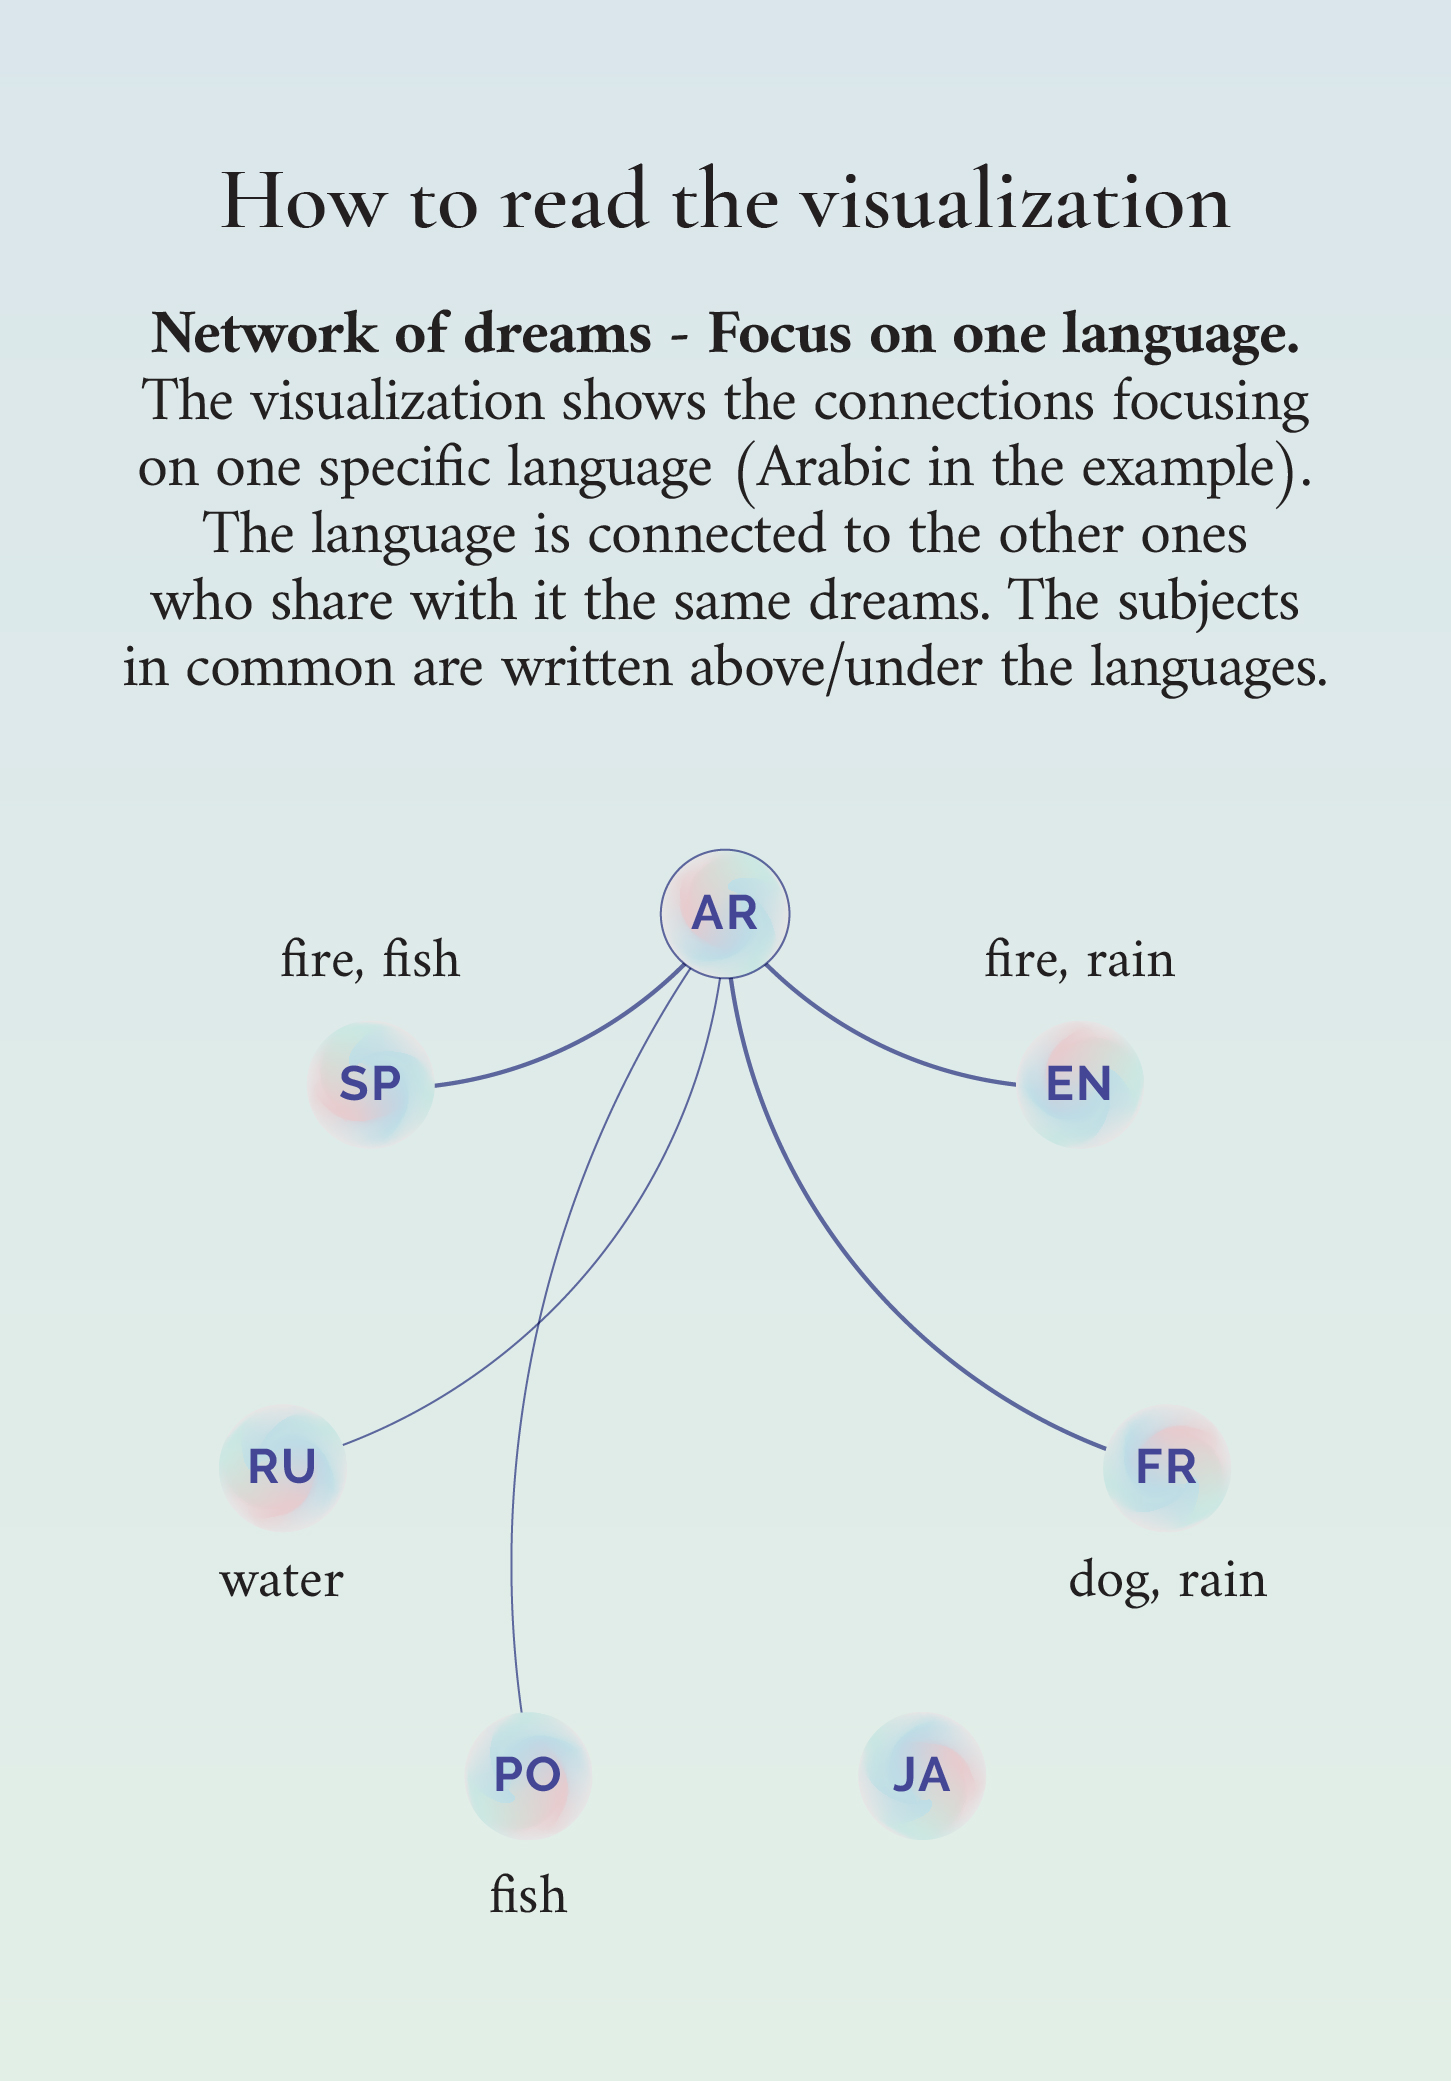 How to read the visualization
Network of dreams - Focus on one language.
The visualization shows the connections focusing
on one specific language (Arabic in the example).
The language is connected to the other ones
who share with it the same dreams. The subjects
in common are written above/under the languages.
AR
fire, fish
fire, rain
SP
EN
RU
FR
water
dog, rain
PO
JA
fish